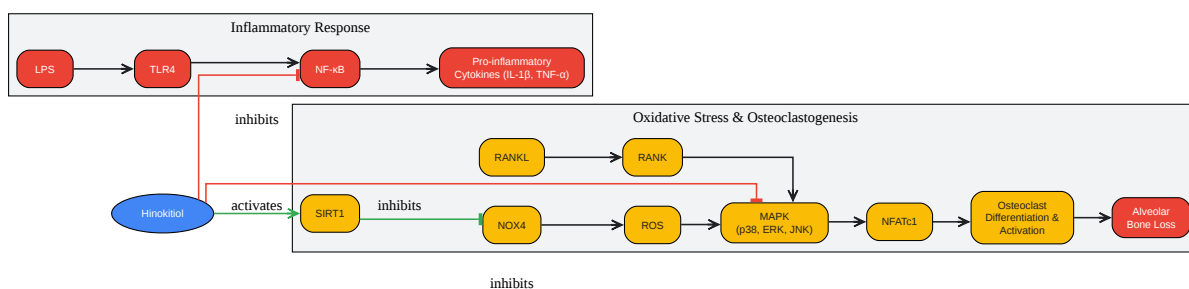 Inflammatory Response
LPS
TLR4
NF-κB
Pro-inflammatory
Cytokines (IL-1β, TNF-α)
inhibits
Oxidative Stress & Osteoclastogenesis
RANKL
RANK
Hinokitiol
activates
SIRT1
inhibits
NOX4
ROS
MAPK
(p38, ERK, JNK)
NFATc1
Osteoclast
Differentiation &
Activation
Alveolar
Bone Loss
inhibits